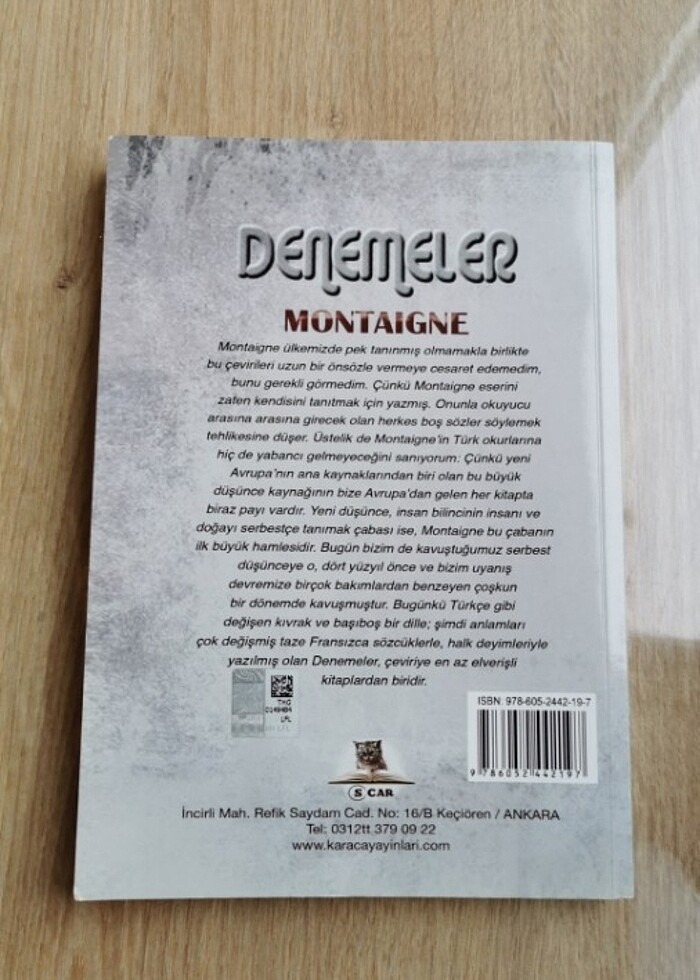 DENEMELER
MONTAIGNE
Montaigne ülkemizde pek tanınmış olmamakla birlikte
bu çevirileri uzun bir önsözle vermeye cesaret edemedim,
bunu gerekli görmedim. Çünkü Montaigne eserini
zaten kendisini tanıtmak için yazmış. Onunla okuyucu
arasına arasına girecek olan herkes boş sözler söylemek
tehlikesine düşer. Üstelik de Montaigne'in Türk okurlarına
hiç de yabancı gelmeyeceğini sanıyorum: Çünkü yeni
Avrupa'nın ana kaynaklarından biri olan bu büyük
düşünce kaynağının bize Avrupa'dan gelen her kitapta
biraz payı vardır. Yeni düşünce, insan bilincinin insanı ve
doğayı serbestçe tanımak çabası ise, Montaigne bu çabanın
ilk büyük hamlesidir. Bugün bizim de kavuştuğumuz serbest
düşünceye o, dört yüzyıl önce ve bizim uyanış
devremize birçok bakımlardan benzeyen çoşkun
bir dönemde kavuşmuştur. Bugünkü Türkçe gibi
değişen kıvrak ve başıboş bir dille; şimdi anlamları
çok değişmiş taze Fransızca sözcüklerle, halk deyimleriyle
yazılmış olan Denemeler, çeviriye en az elverişli
kitaplardan biridir.
ISBN: 978-605-2442-19-7
9 786052 442197
S CAR
İncirli Mah. Refik Saydam Cad. No: 16/B Keçiören / ANKARA
Tel: 0312tt 379 09 22
www.karacayayinlari.com